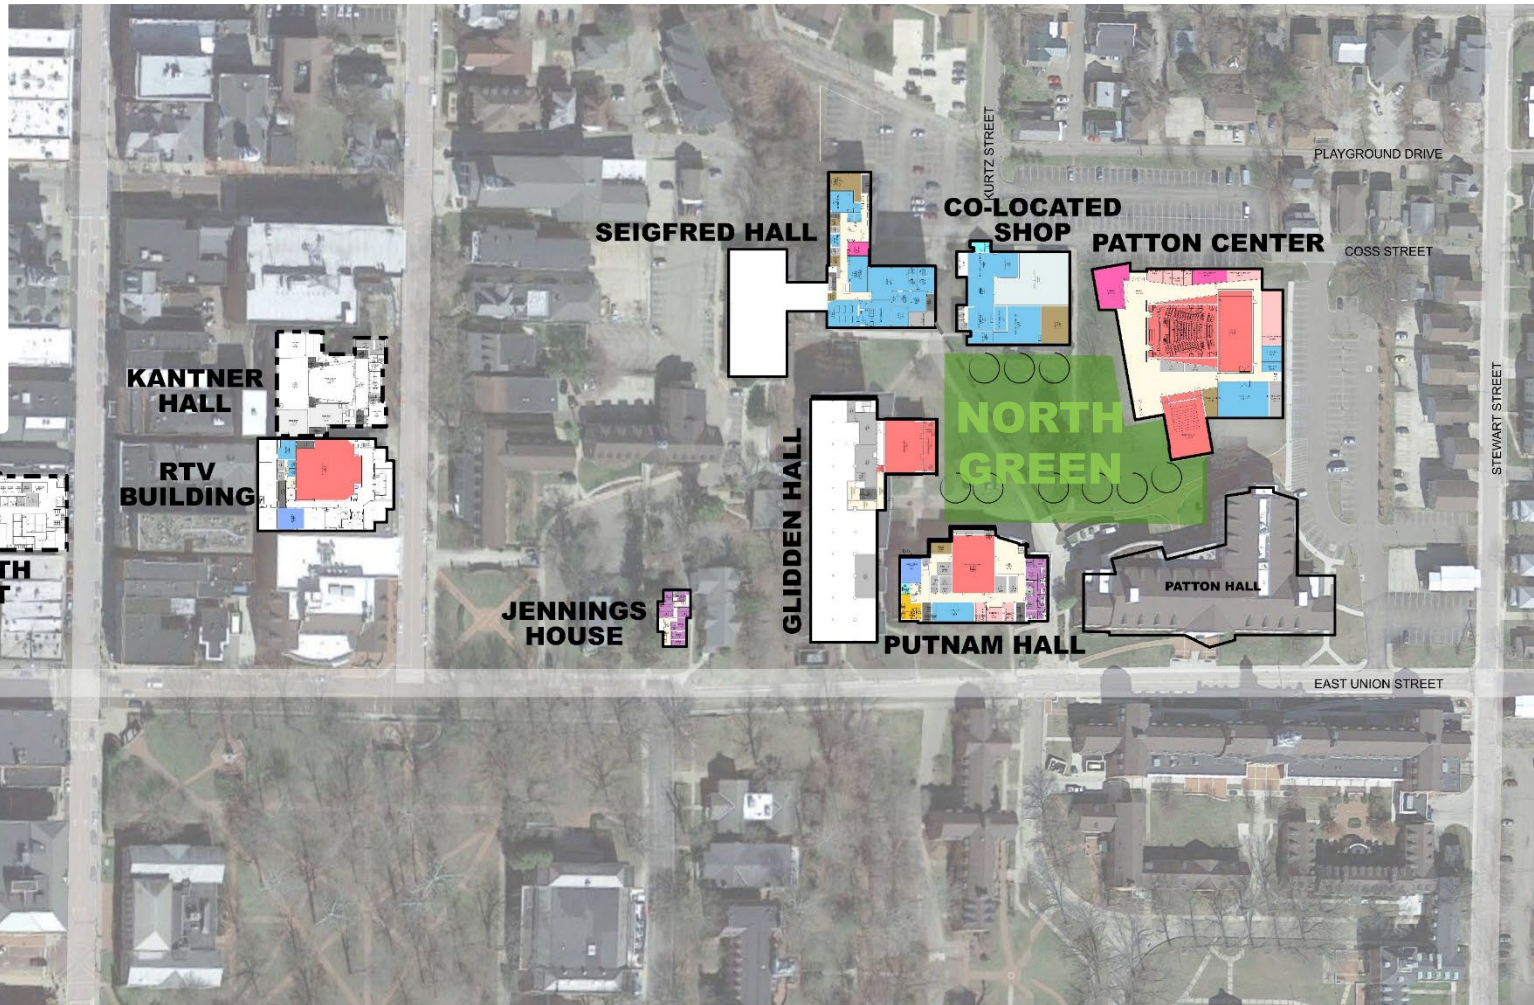 KURTZ STREET
PLAYGROUND DRIVE
SEIGFRED HALL
CO-LOCATED
SHOP
PATTON CENTER
COSS STREET
KANTNER
HALL
NORTH
GREEN
STEWART STREET
RTV
BUILDING
GLIDDEN HALL
TH
T
PATTON HALL
JENNINGS
HOUSE
PUTNAM HALL
EAST UNION STREET